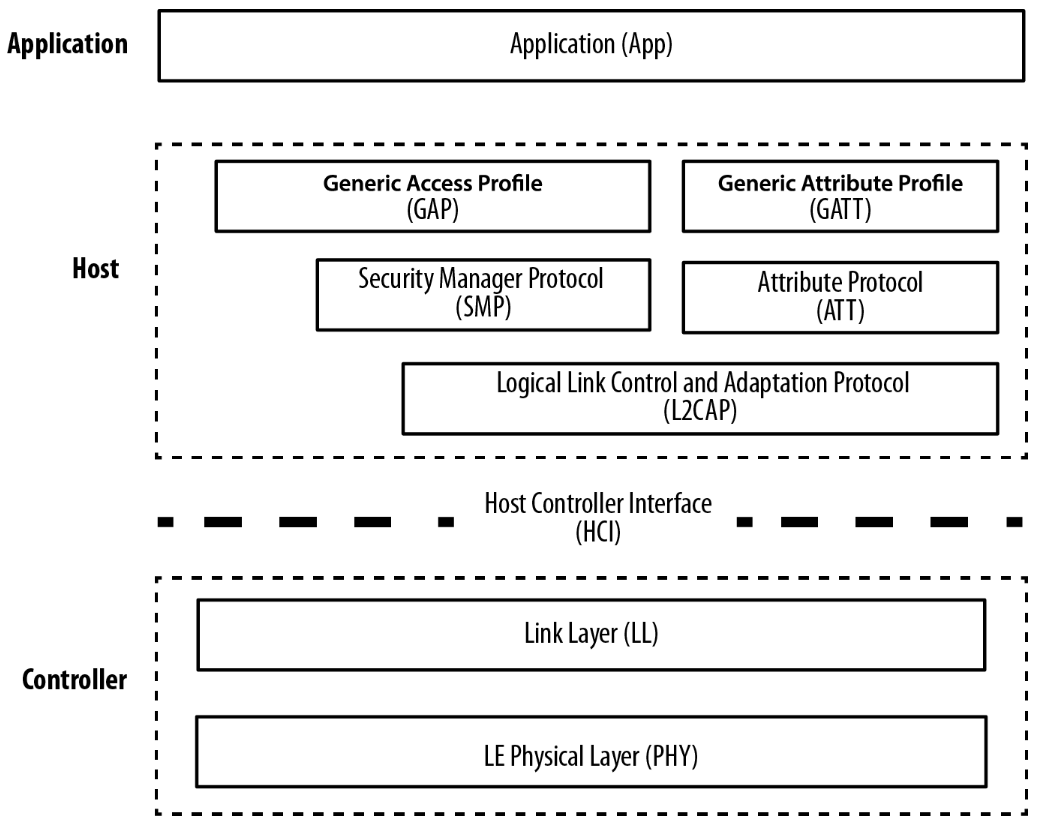 Application
Application (App)
Generic Access Profile
(GAP)
Generic Attribute Profile
(GATT)
Host
Security Manager Protocol
(SMP)
Attribute Protocol
(ATT)
Logical Link Control and Adaptation Protocol
(L2CAP)
Host Controller Interface
(HCI)
Link Layer (LL)
Controller
LE Physical Layer (PHY)